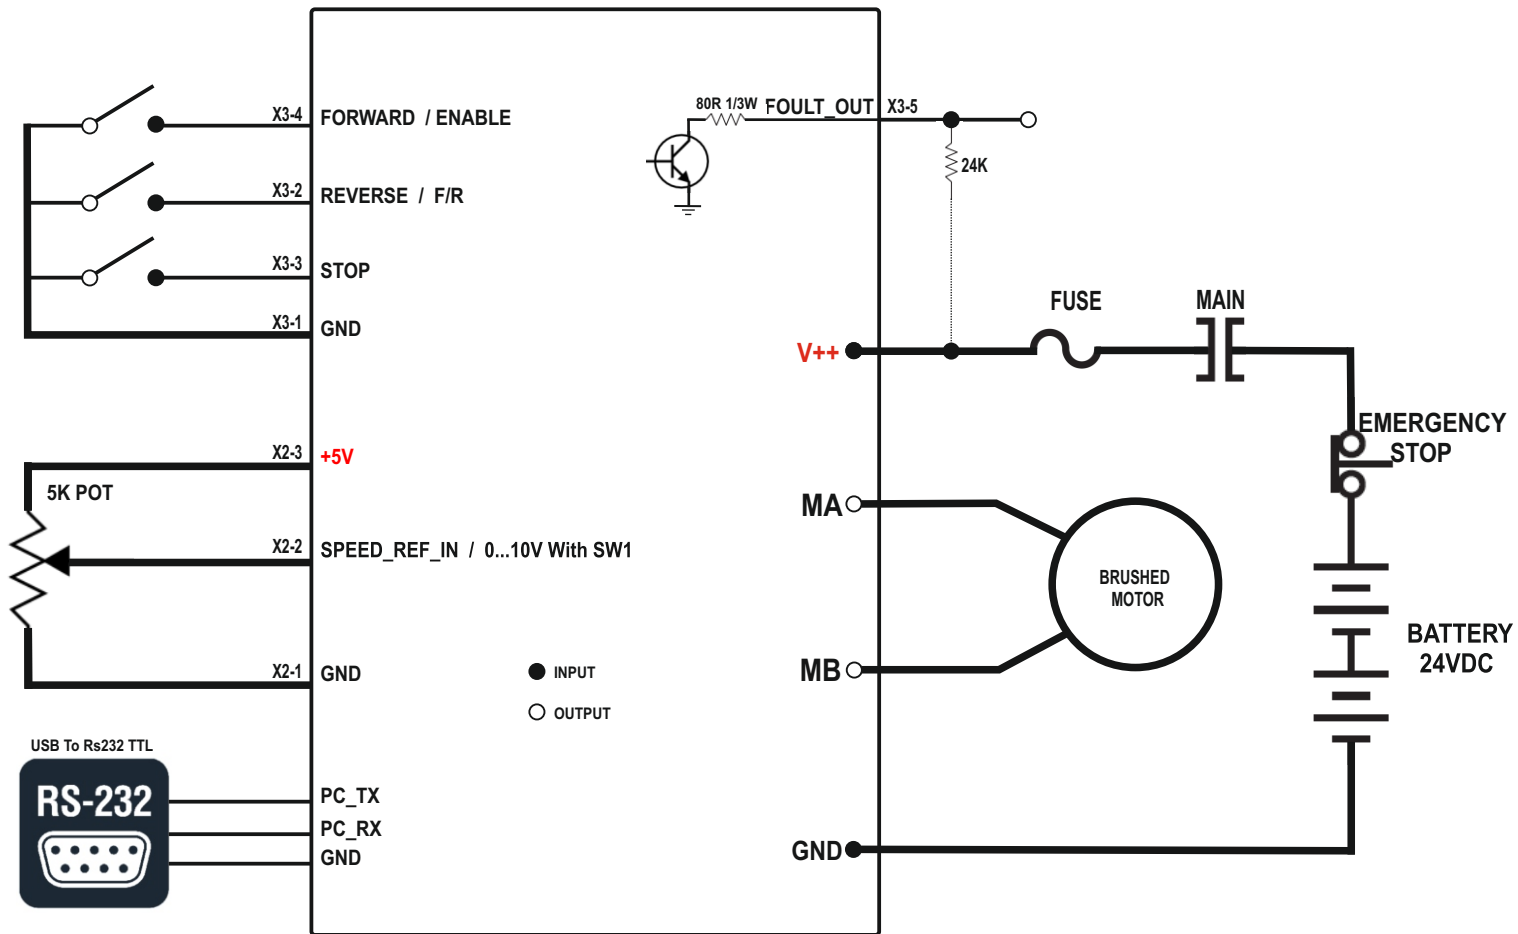 X3-4 FORWARD / ENABLE
X3-2 REVERSE / F/R
X3-3 STOP
X3-1 GND
80R 1/3W FOULT_OUT X3-5
24K
V++
FUSE
MAIN
EMERGENCY
STOP
X2-3 +5V
5K POT
X2-2 SPEED_REF_IN / 0...10V With SW1
X2-1 GND
INPUT
OUTPUT
MA
MB
BRUSHED
MOTOR
BATTERY
24VDC
GND
USB To Rs232 TTL
RS-232
PC_TX
PC_RX
GND